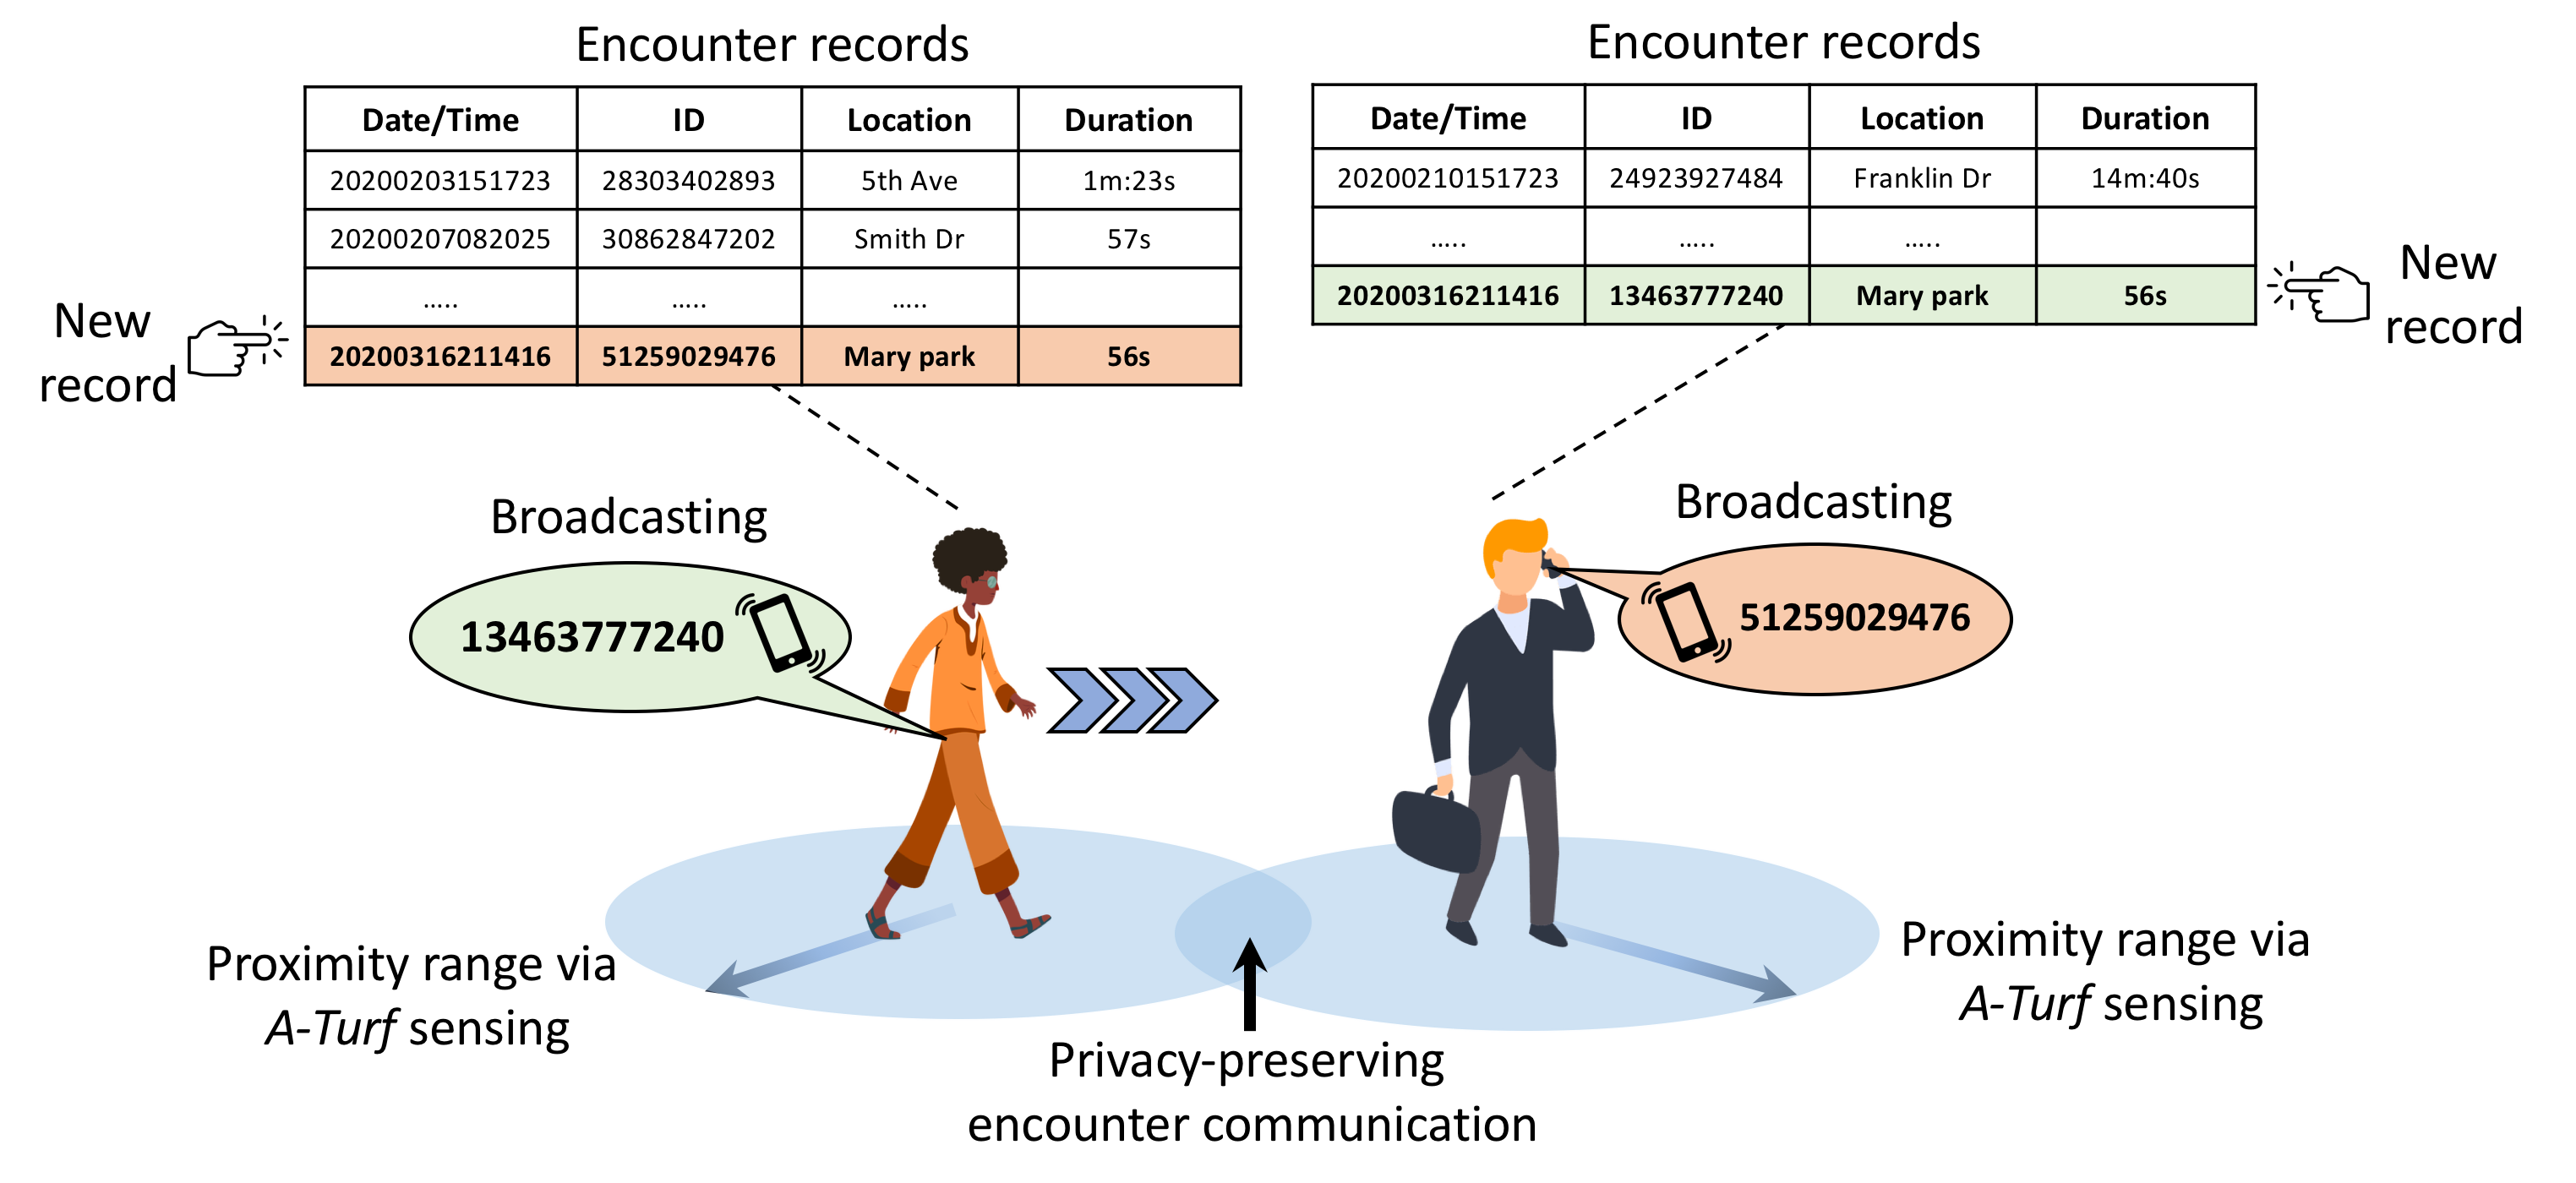 Encounter records
Date/Time ID Location Duration
20200203151723 28303402893 5th Ave 1m:23s
20200207082025 30862847202 Smith Dr 57s
..... ..... .....
20200316211416 51259029476 Mary park 56s
New
record
Encounter records
Date/Time ID Location Duration
20200210151723 24923927484 Franklin Dr 14m:40s
..... ..... .....
20200316211416 13463777240 Mary park 56s
New
record
Broadcasting
13463777240
Broadcasting
51259029476
Proximity range via
A-Turf sensing
Privacy-preserving
encounter communication
Proximity range via
A-Turf sensing